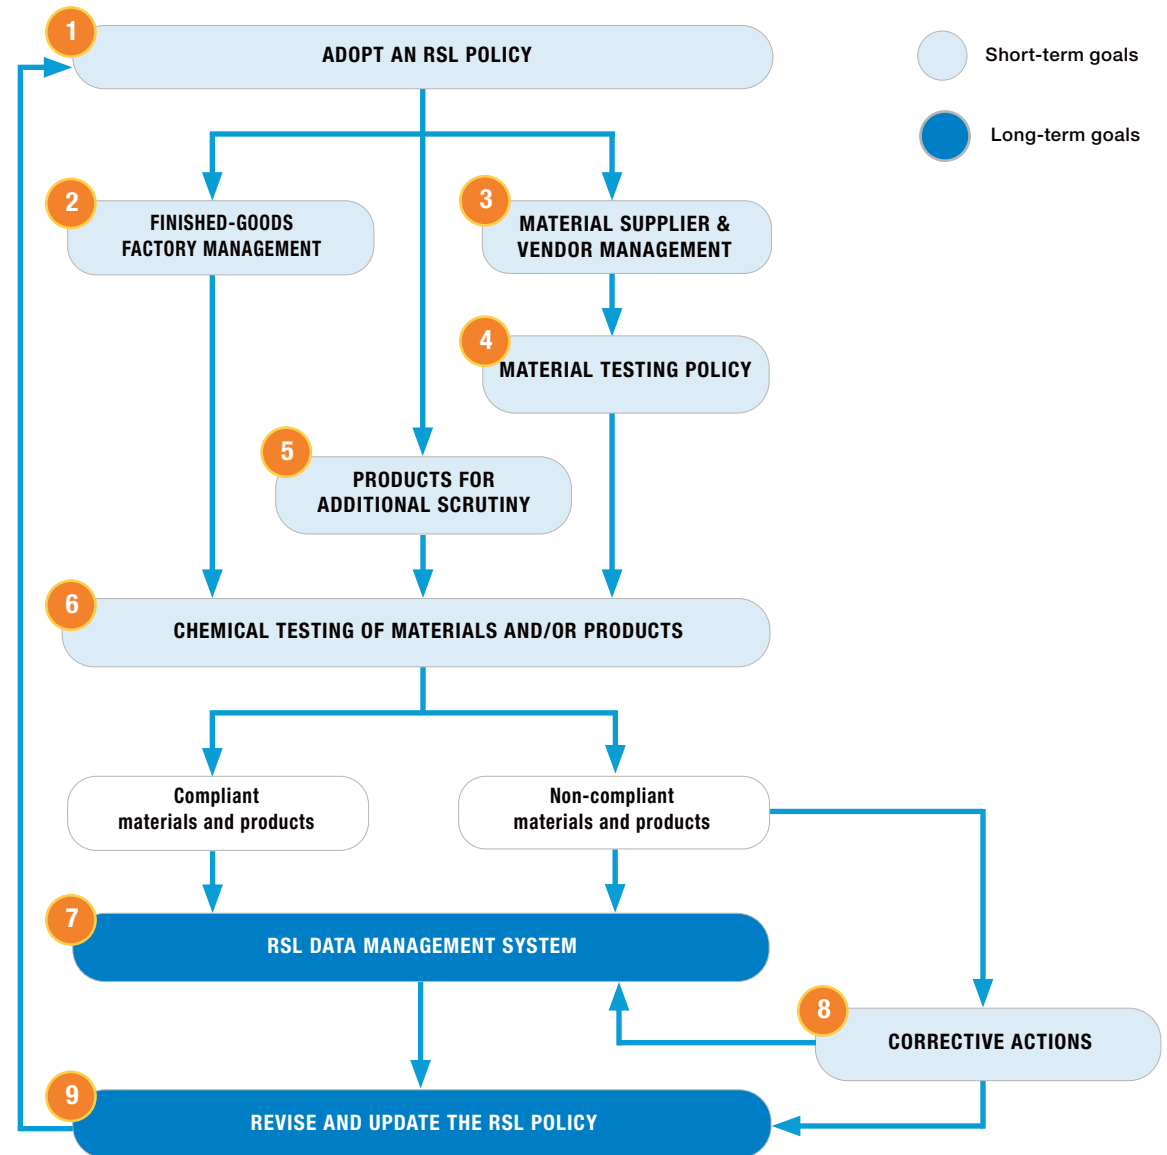 1
ADOPT AN RSL POLICY
Short-term goals
Long-term goals
2
FINISHED-GOODS
FACTORY MANAGEMENT
3
MATERIAL SUPPLIER &
VENDOR MANAGEMENT
4
MATERIAL TESTING POLICY
5
PRODUCTS FOR
ADDITIONAL SCRUTINY
6
CHEMICAL TESTING OF MATERIALS AND/OR PRODUCTS
Compliant
materials and products
Non-compliant
materials and products
7
RSL DATA MANAGEMENT SYSTEM
8
CORRECTIVE ACTIONS
9
REVISE AND UPDATE THE RSL POLICY